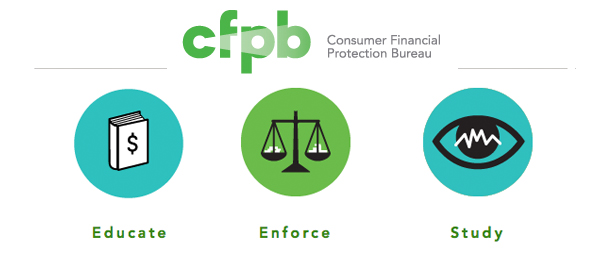 cfpb
Consumer Financial
Protection Bureau
$
Educate
Enforce
Study